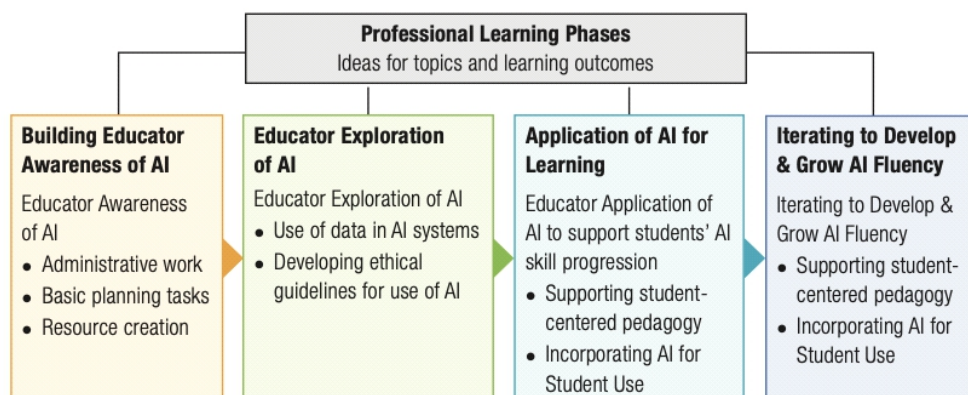 Professional Learning Phases
Ideas for topics and learning outcomes
Building Educator
Awareness of AI
Educator Awareness
of AI
• Administrative work
• Basic planning tasks
• Resource creation
Educator Exploration
of AI
Educator Exploration of AI
• Use of data in AI systems
• Developing ethical
guidelines for use of AI
Application of AI for
Learning
Educator Application of
AI to support students’ AI
skill progression
• Supporting student-
centered pedagogy
• Incorporating AI for
Student Use
Iterating to Develop
& Grow AI Fluency
Iterating to Develop &
Grow AI Fluency
• Supporting student-
centered pedagogy
• Incorporating AI for
Student Use